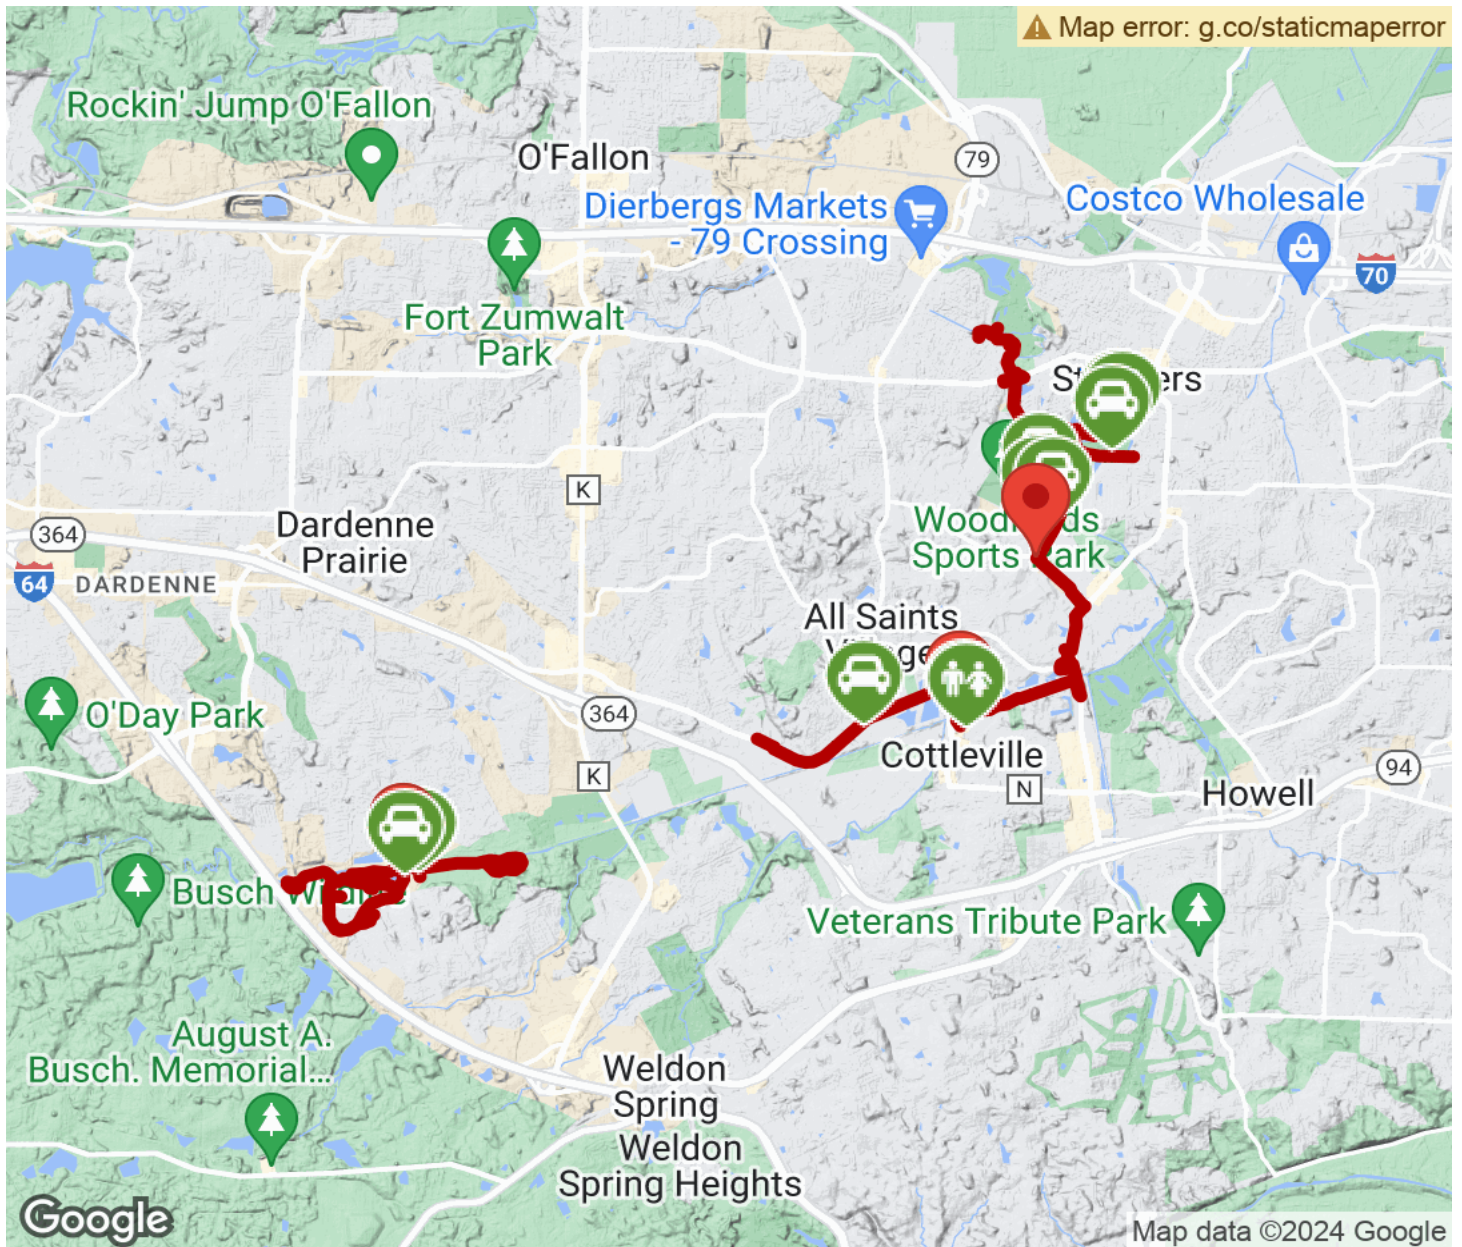 Map error: g.co/staticmaperror
Rockin' Jump O'Fallon
O'Fallon
79
Dierbergs Markets
- 79 Crossing
Costco Wholesale
70
Fort Zumwalt
Park
K
364
Dardenne
Prairie
64
DARDENNE
Sports Park
All Saints
O'Day Park
364
Cottleville
K
N
94
Howell
Busch
Veterans Tribute Park
August A.
Busch. Memorial...
Weldon
Spring
Weldon
Spring Heights
Google
Map data ©2024 Google